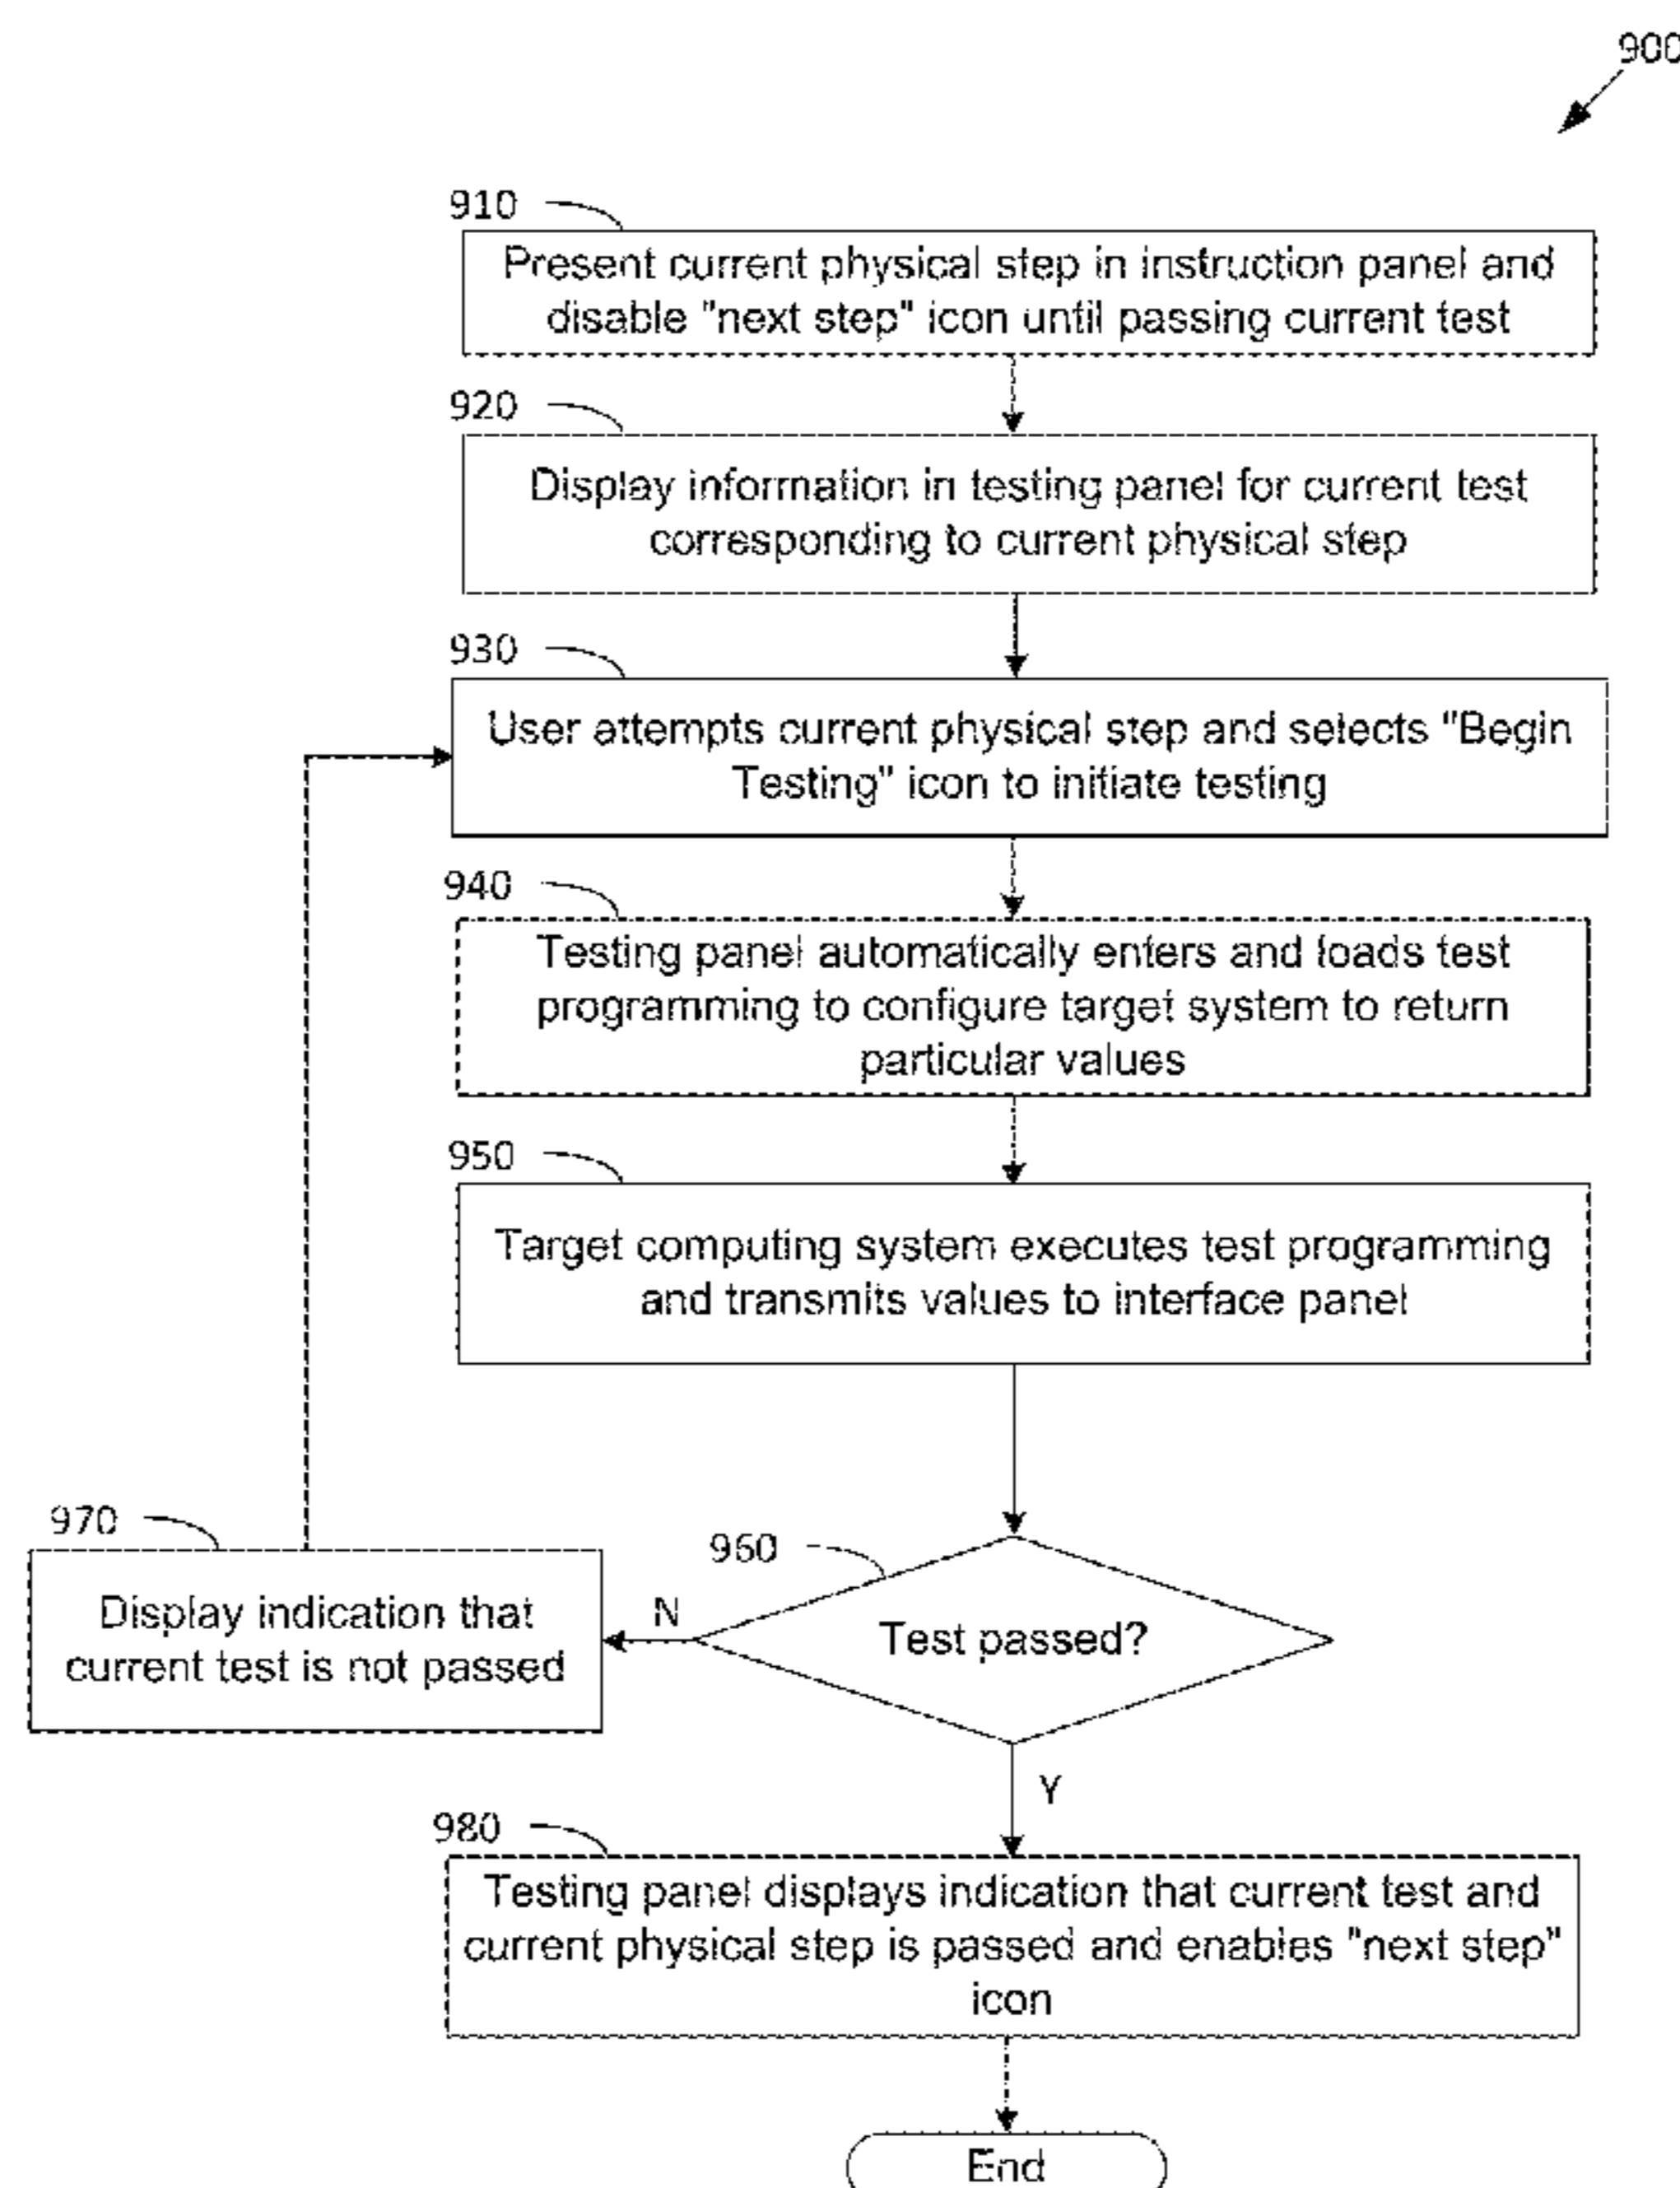 900
910
Present current physical step in instruction panel and
disable "next step" icon until passing current test
920
Display information in testing panel for current test
corresponding to current physical step
930
User attempts current physical step and selects "Begin
Testing" icon to initiate testing
940
Testing panel automatically enters and loads test
programming to configure target system to return
particular values
950
Target computing system executes test programming
and transmits values to interface panel
960
Test passed?
N
970
Display indication that
current test is not passed
Y
980
Testing panel displays indication that current test and
current physical step is passed and enables "next step"
icon
End